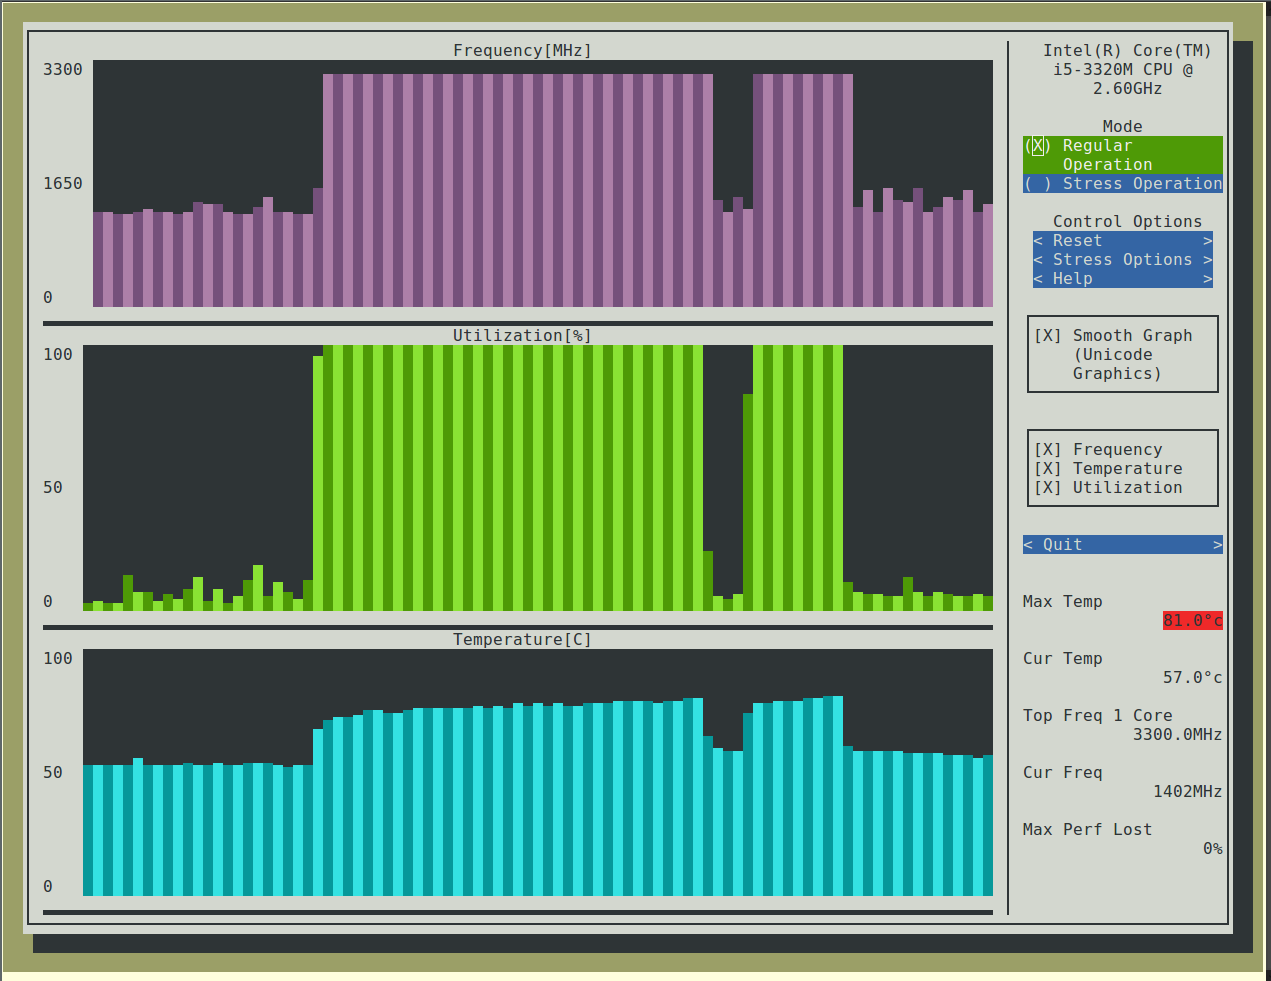 Frequency[MHz]
3300
1650
0
Utilization[%]
100
50
0
Temperature[C]
100
50
0
Intel(R) Core(TM)
i5-3320M CPU @
2.60GHz
Mode
(X) Regular
Operation
( ) Stress Operation
Control Options
< Reset >
< Stress Options >
< Help >
[X] Smooth Graph
(Unicode
Graphics)
[X] Frequency
[X] Temperature
[X] Utilization
< Quit >
Max Temp
81.0°c
Cur Temp
57.0°c
Top Freq 1 Core
3300.0MHz
Cur Freq
1402MHz
Max Perf Lost
0%